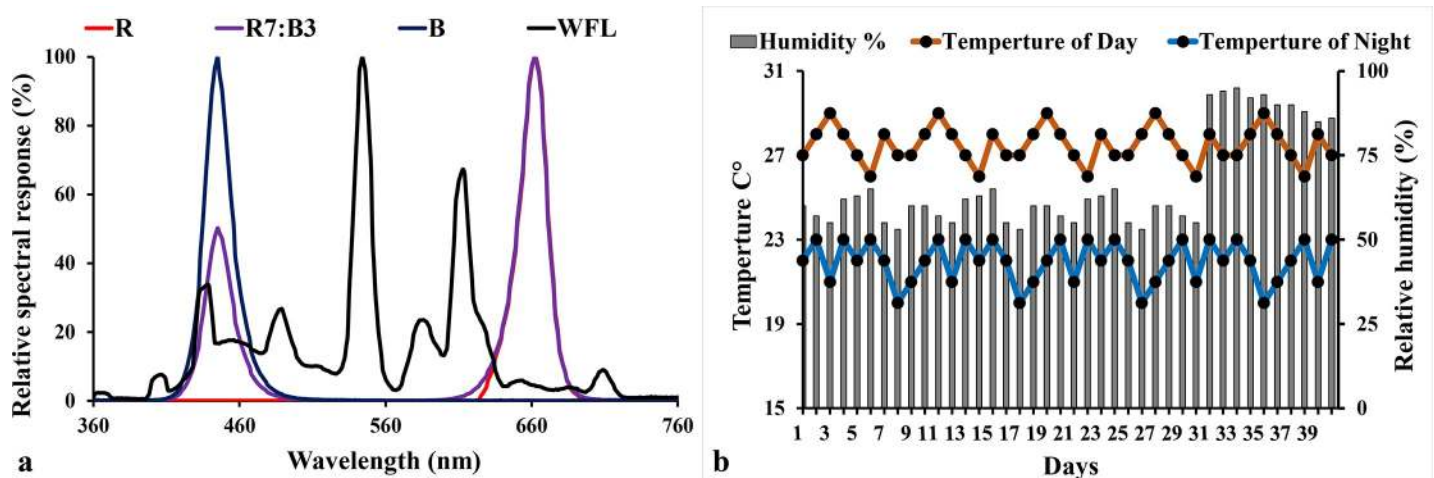 R R7:B3 B WFL
Relative spectral response (%)
100
80
60
40
20
0
360 460 560 660 760
Wavelength (nm)
a
Humidity % Temperture of Day Temperture of Night
Temperture C°
31
27
23
19
15
100
75
50
25
0
Relative humidity (%)
1 3 5 7 9 11 13 15 17 19 21 23 25 27 29 31 33 35 37 39
Days
b